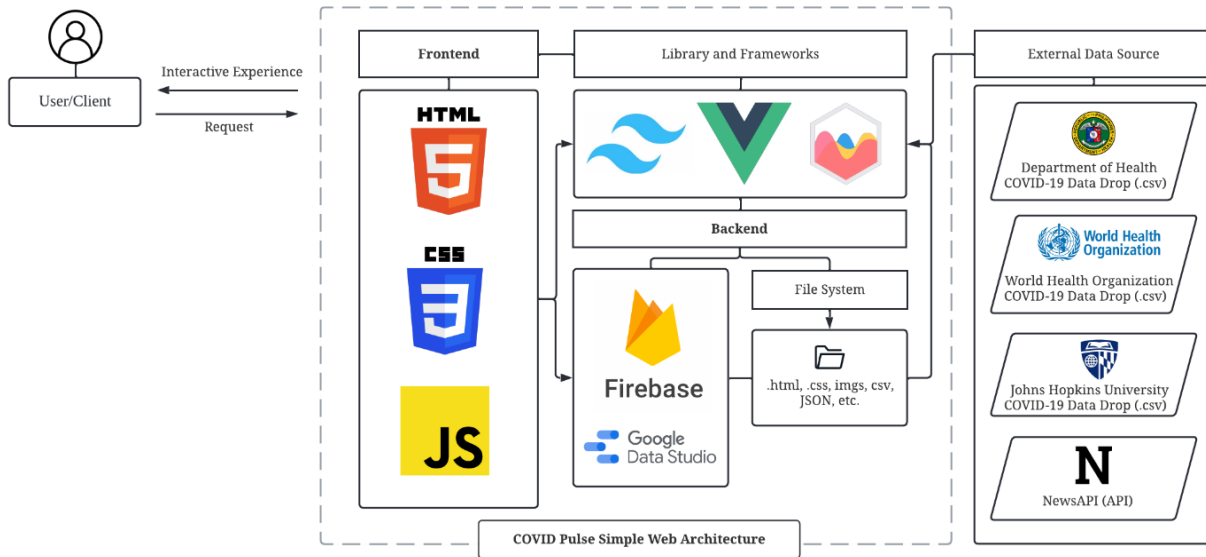 User/Client
Interactive Experience
Request
Frontend
Library and Frameworks
External Data Source
HTML
5
CSS
3
JS
Backend
Firebase
Google
Data Studio
File System
.html, .css, imgs, csv,
JSON, etc.
Department of Health
COVID-19 Data Drop (.csv)
World Health
Organization
World Health Organization
COVID-19 Data Drop (.csv)
Johns Hopkins University
COVID-19 Data Drop (.csv)
N
NewsAPI (API)
COVID Pulse Simple Web Architecture